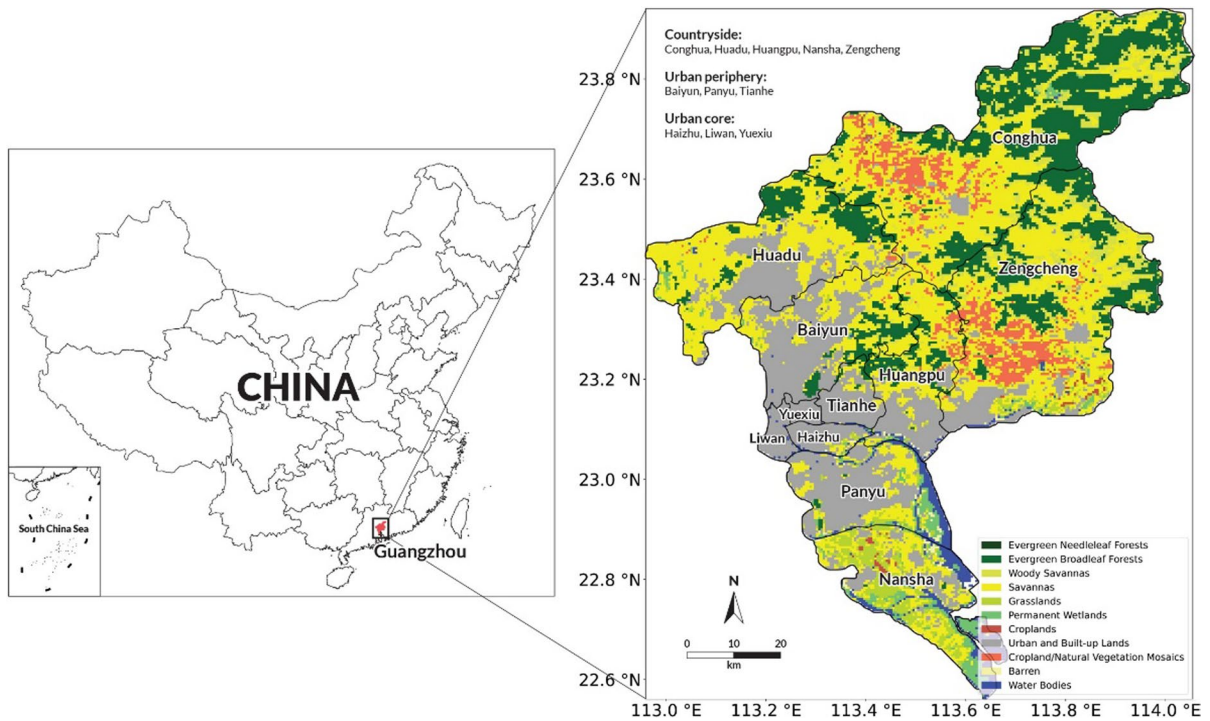 CHINA
South China Sea
Guangzhou
Countryside:
Conghua, Huadu, Huangpu, Nansha, Zengcheng
Urban periphery:
Baiyun, Panyu, Tianhe
Urban core:
Haizhu, Liwan, Yuexiu
23.8 °N
23.6 °N
23.4 °N
23.2 °N
23.0 °N
22.8 °N
22.6 °N
Conghua
Huadu
Zengcheng
Baiyun
Huangpu
Tianhe
Yuexiu
Liwan
Haizhu
Panyu
Nansha
N
0 10 20
km
Evergreen Needleleaf Forests
Evergreen Broadleaf Forests
Woody Savannas
Savannas
Grasslands
Permanent Wetlands
Croplands
Urban and Built-up Lands
Cropland/Natural Vegetation Mosaics
Barren
Water Bodies
113.0 °E 113.2 °E 113.4 °E 113.6 °E 113.8 °E 114.0 °E